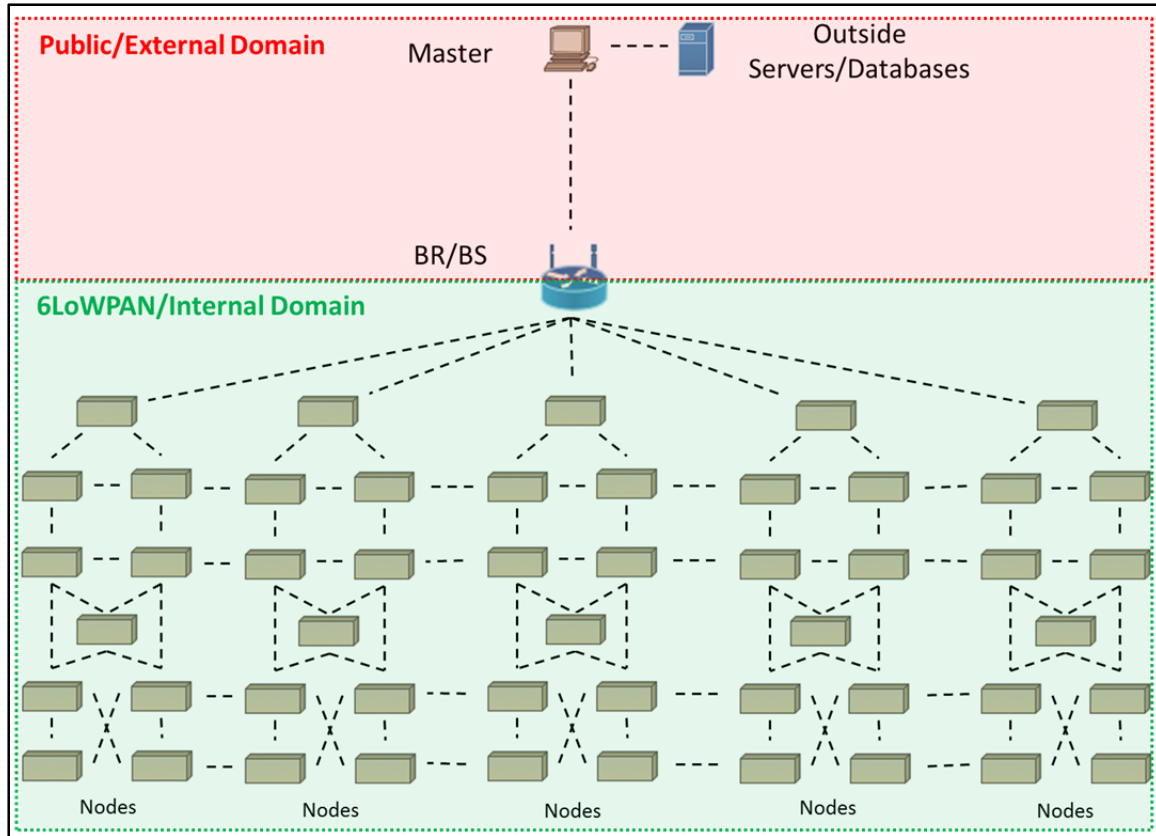 Public/External Domain
Master
Outside
Servers/Databases
BR/BS
6LoWPAN/Internal Domain
Nodes
Nodes
Nodes
Nodes
Nodes